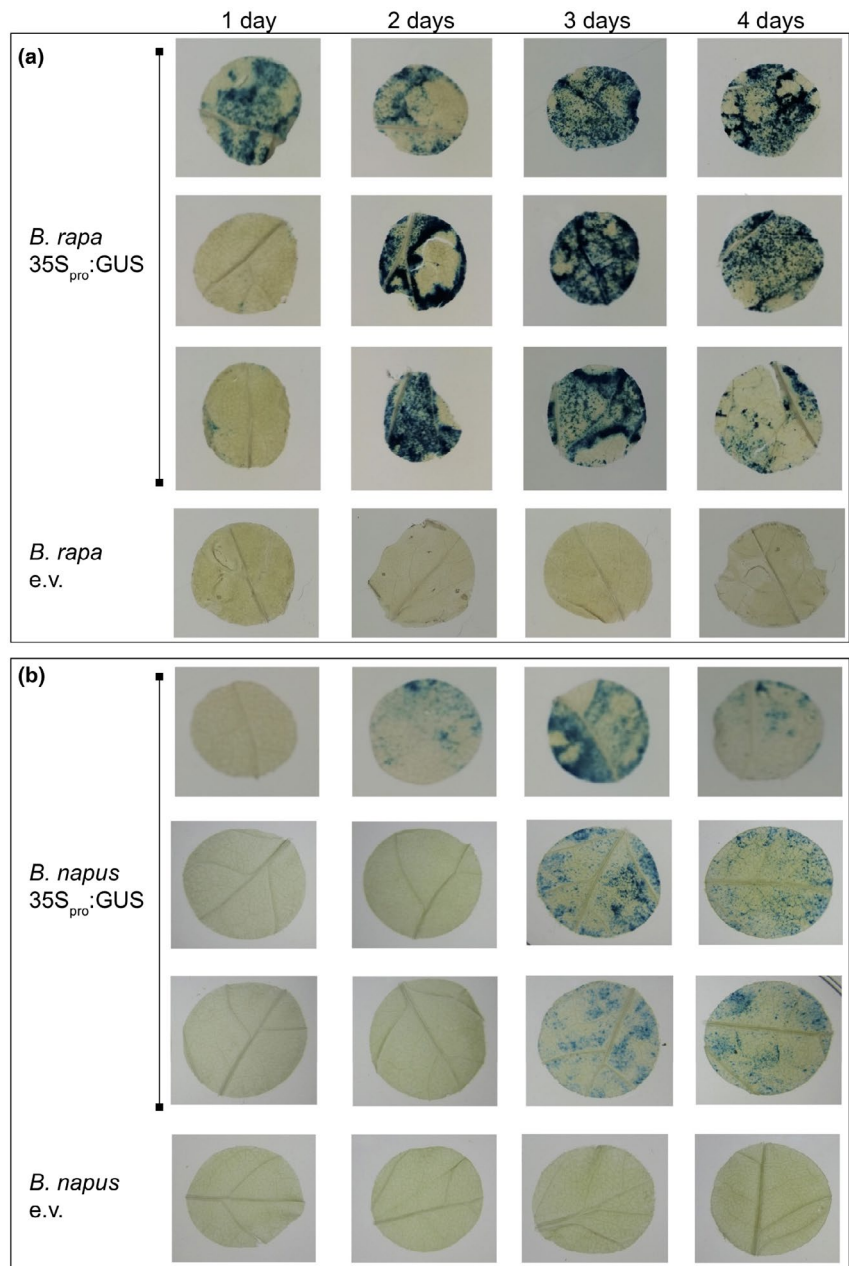 1 day 2 days 3 days 4 days
(a)
B. rapa
35Spro:GUS
B. rapa
e.v.
(b)
B. napus
35Spro:GUS
B. napus
e.v.